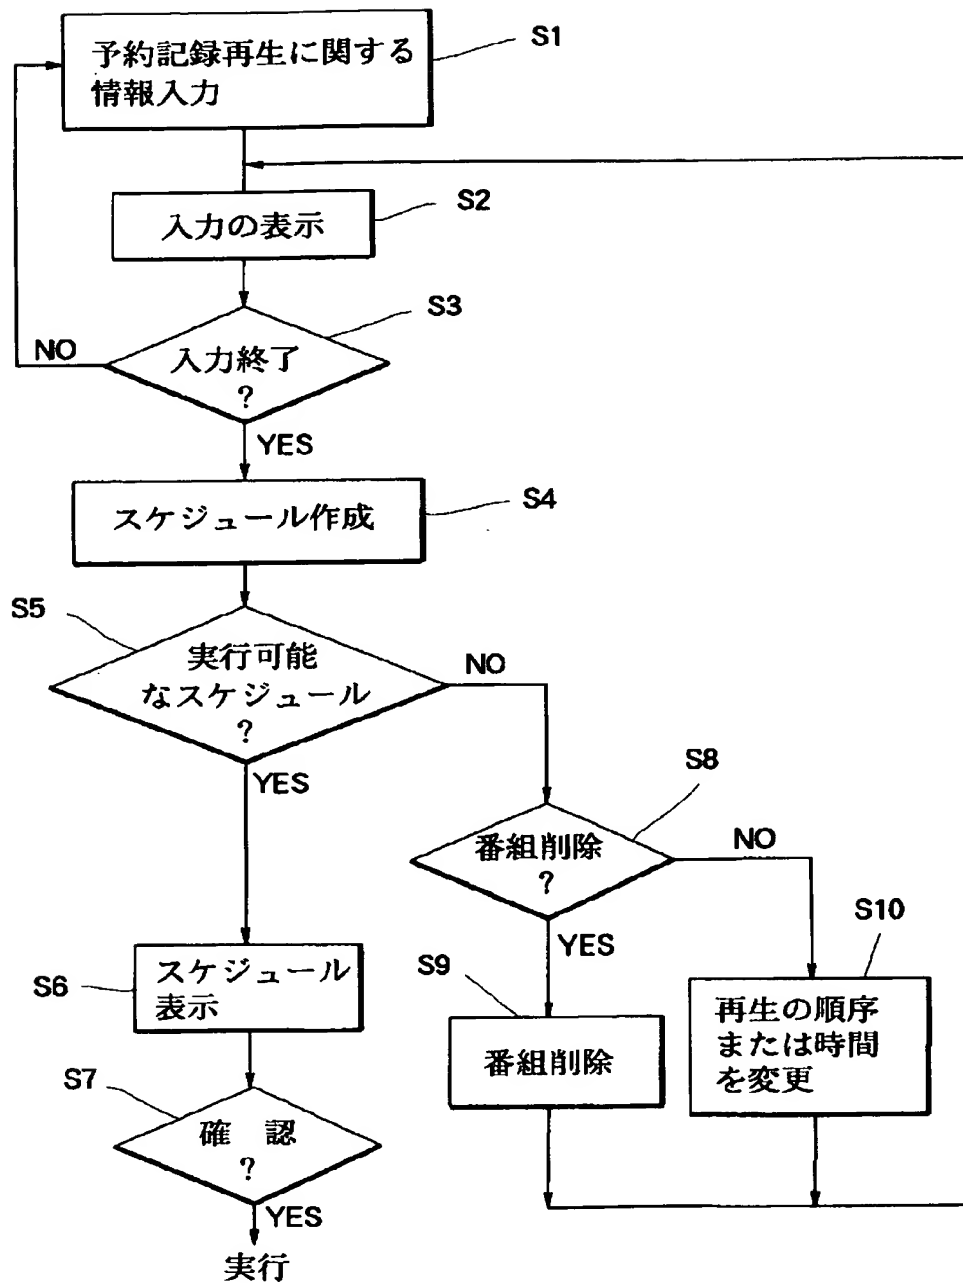 S1
予約記録再生に関する
情報入力
S2
入力の表示
S3
入力終了
?
NO
YES
S4
スケジュール作成
S5
実行可能
なスケジュール
?
NO
YES
S8
番組削除
?
NO
YES
S6
スケジュール
表示
S9
番組削除
S10
再生の順序
または時間
を変更
S7
確 認
?
YES
実行